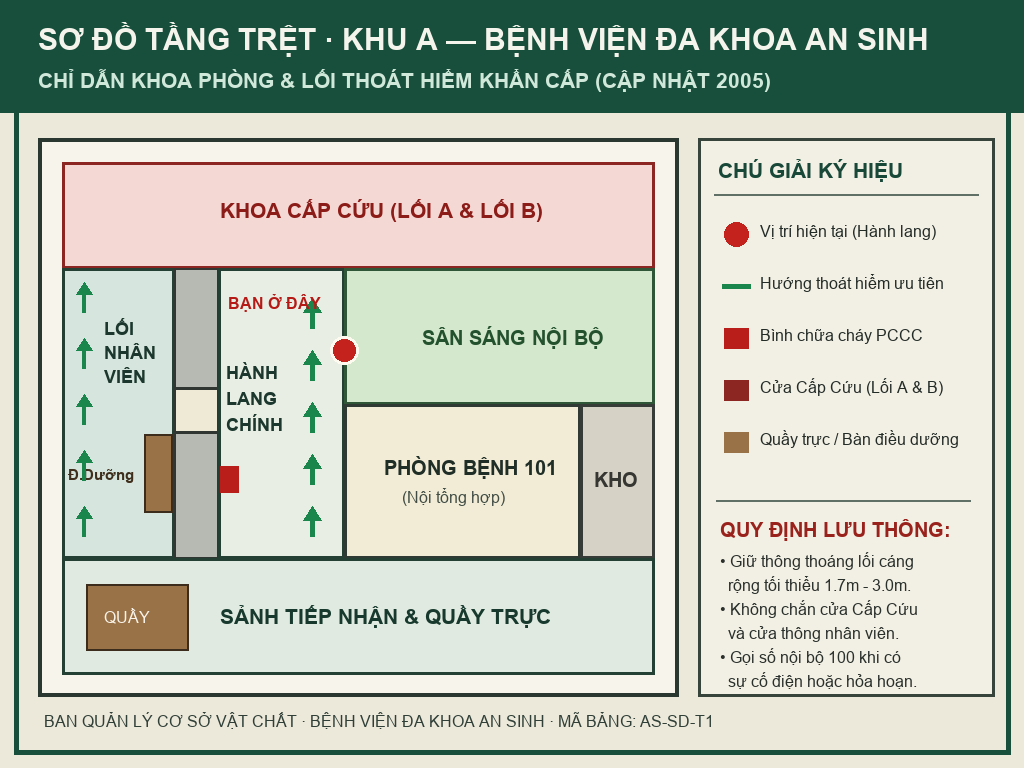 SƠ ĐỒ TẦNG TRỆT · KHU A — BỆNH VIỆN ĐA KHOA AN SINH
CHỈ DẪN KHOA PHÒNG & LỐI THOÁT HIỂM KHẨN CẤP (CẬP NHẬT 2005)
KHOA CẤP CỨU (LỐI A & LỐI B)
BẠN Ở ĐÂY
LỐI
NHÂN
VIÊN
HÀNH
LANG
CHÍNH
SÂN SÁNG NỘI BỘ
Đ.Dưỡng
PHÒNG BỆNH 101
(Nội tổng hợp)
KHO
QUẦY
SẢNH TIẾP NHẬN & QUẦY TRỰC
CHÚ GIẢI KÝ HIỆU
Vị trí hiện tại (Hành lang)
Hướng thoát hiểm ưu tiên
Bình chữa cháy PCCC
Cửa Cấp Cứu (Lối A & B)
Quầy trực / Bàn điều dưỡng
QUY ĐỊNH LƯU THÔNG:
• Giữ thông thoáng lối cáng
rộng tối thiểu 1.7m - 3.0m.
• Không chắn cửa Cấp Cứu
và cửa thông nhân viên.
• Gọi số nội bộ 100 khi có
sự cố điện hoặc hỏa hoạn.
BAN QUẢN LÝ CƠ SỞ VẬT CHẤT · BỆNH VIỆN ĐA KHOA AN SINH · MÃ BẢNG: AS-SD-T1